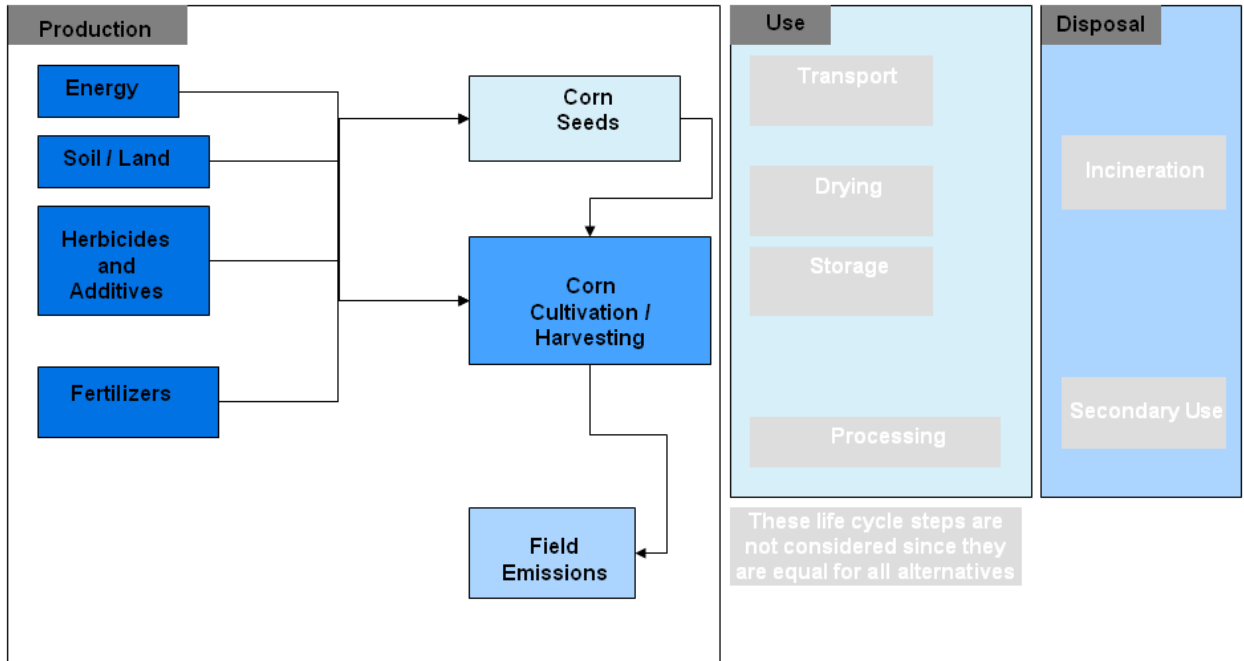 Production
Energy
Soil / Land
Herbicides
and
Additives
Fertilizers
Corn
Seeds
Corn
Cultivation /
Harvesting
Field
Emissions
Use
Transport
Drying
Storage
Processing
These life cycle steps are
not considered since they
are equal for all alternatives
Disposal
Incineration
Secondary Use